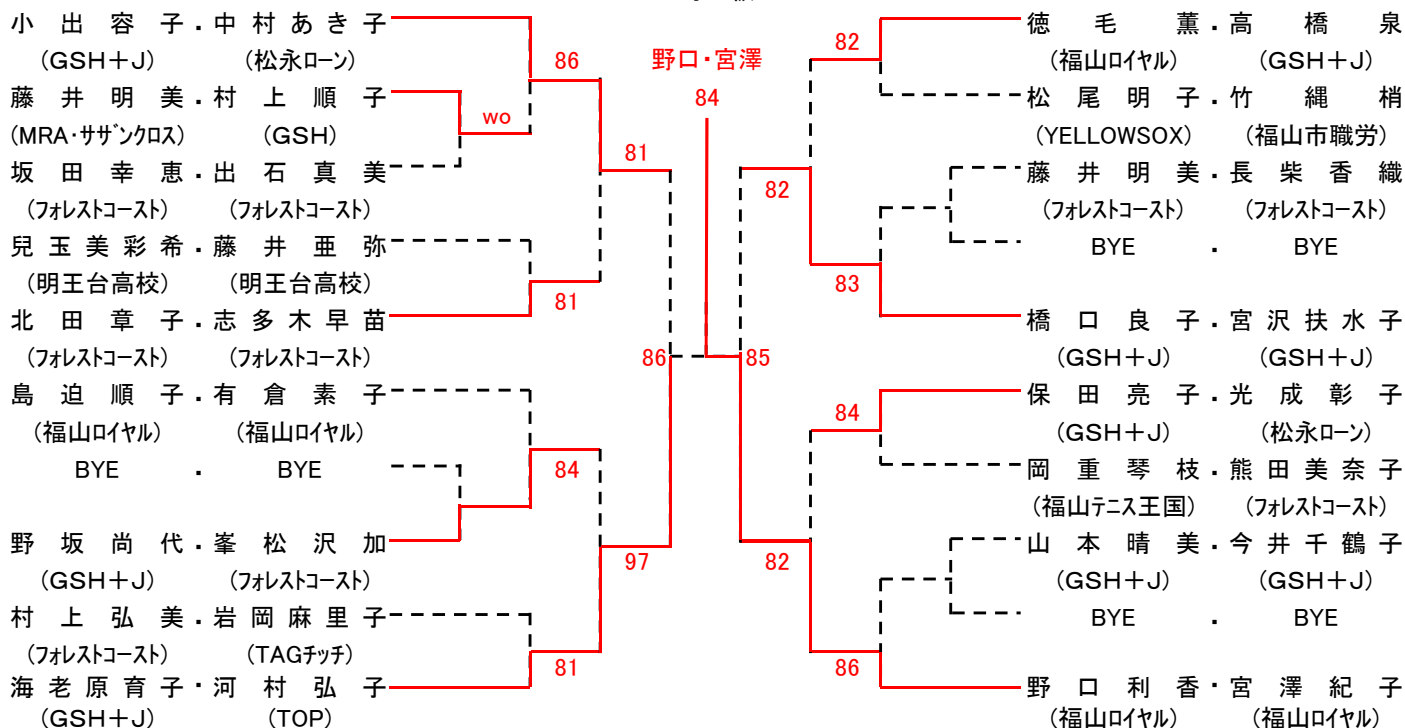 小出容子.中村あき子
(GSH+J) (松永ローン)
藤井明美.村上順子
(MRA・サザンクロス) (GSH)
坂田幸恵.出石真美
(フォレストコースト) (フォレストコースト)
兒玉美彩希.藤井亜弥
(明王台高校) (明王台高校)
北田章子.志多木早苗
(フォレストコースト) (フォレストコースト)
島迫順子.有倉素子
(福山ロイヤル) (福山ロイヤル)
BYE . BYE
野坂尚代.峯松沢加
(GSH+J) (フォレストコースト)
村上弘美.岩岡麻里子
(フォレストコースト) (TAGチッチ)
海老原育子・河村弘子
(GSH+J) (TOP)
86
wo
81
81
84
97
81
86
野口・宮澤
84
85
82
82
83
84
82
86
徳毛薫.高橋泉
(福山ロイヤル) (GSH+J)
松尾明子.竹縄梢
(YELLOWSOX) (福山市職労)
藤井明美.長柴香織
(フォレストコースト) (フォレストコースト)
BYE . BYE
橋口良子.宮沢扶水子
(GSH+J) (GSH+J)
保田亮子.光成彰子
(GSH+J) (松永ローン)
岡重琴枝.熊田美奈子
(福山テニス王国) (フォレストコースト)
山本晴美.今井千鶴子
(GSH+J) (GSH+J)
BYE . BYE
野口利香・宮澤紀子
(福山ロイヤル) (福山ロイヤル)